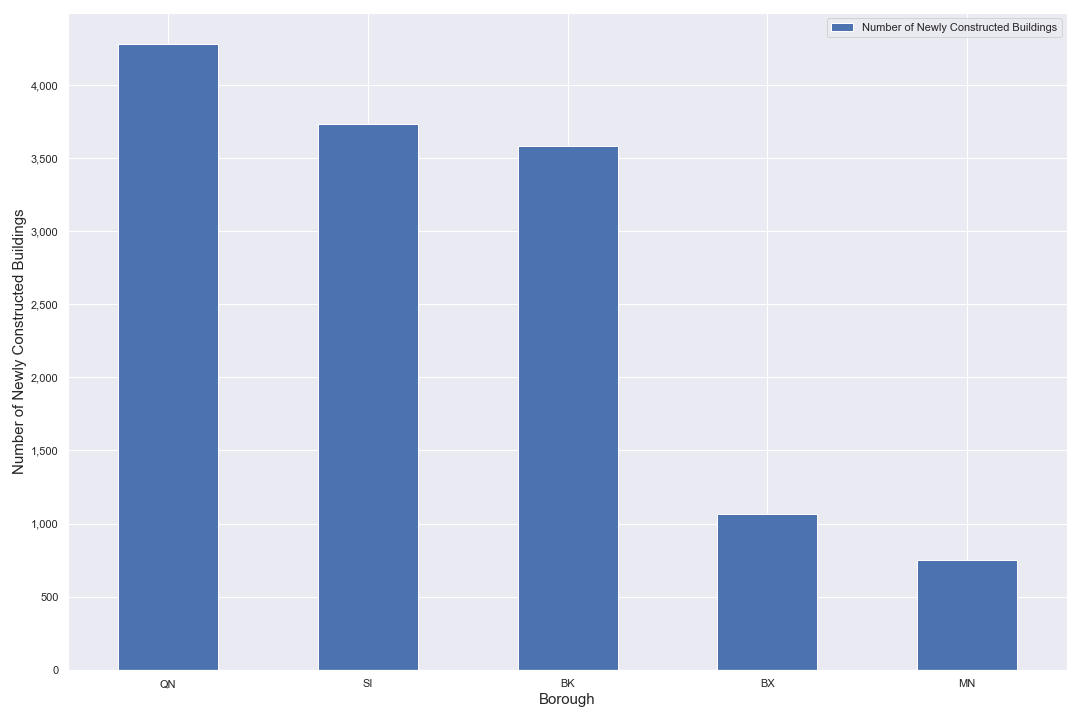 Number of Newly Constructed Buildings
Number of Newly Constructed Buildings
4,000
3,500
3,000
2,500
2,000
1,500
1,000
500
0
QN SI BK BX MN
Borough